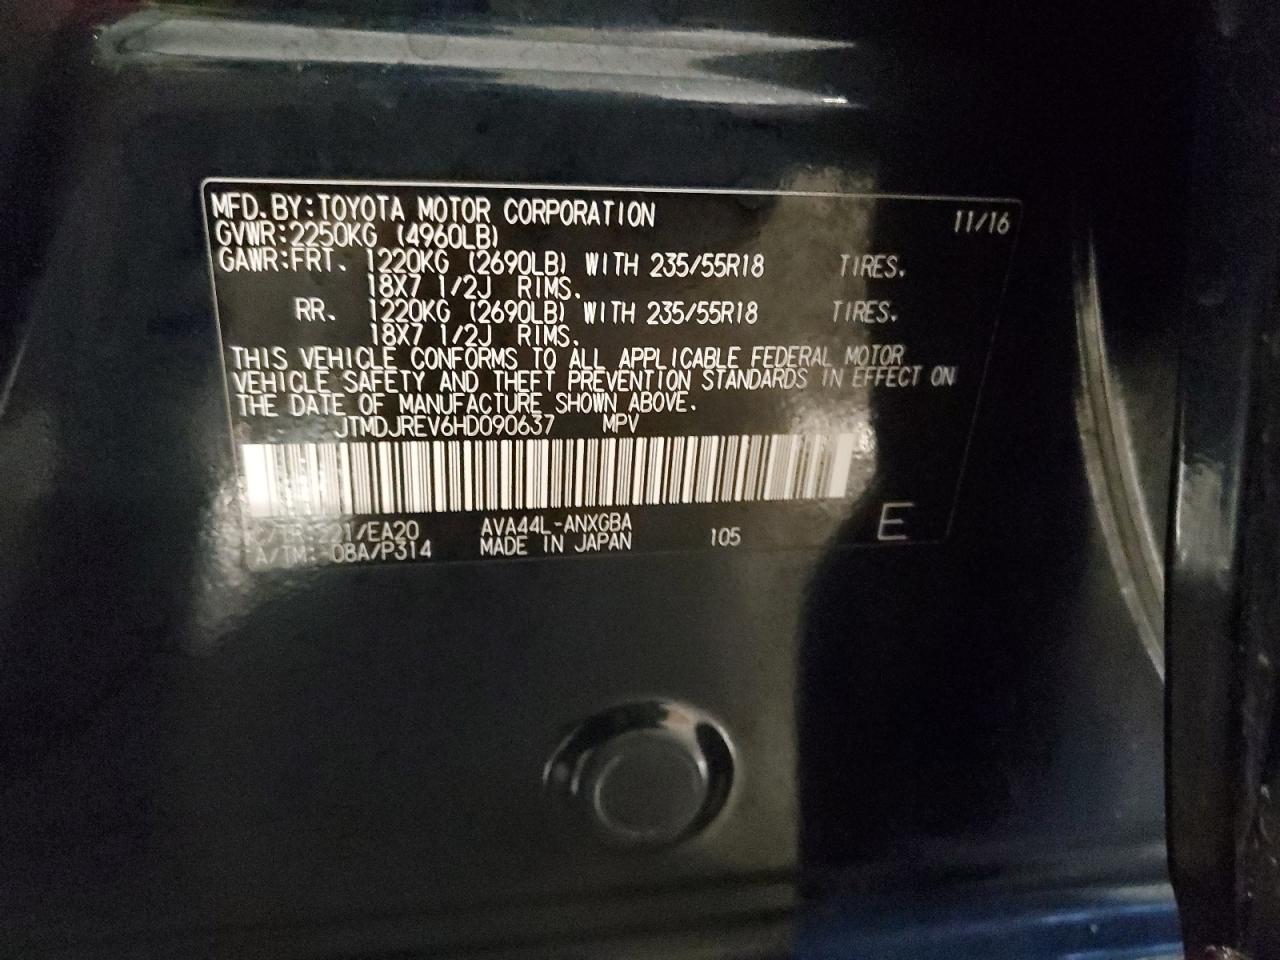 MFD.BY:TOYOTA MOTOR CORPORATION 11/16
GVWR:2250KG (4960LB)
GAWR:FRT. 1220KG (2690LB) WITH 235/55R18 TIRES.
18X7 1/2J RIMS.
RR. 1220KG (2690LB) WITH 235/55R18 TIRES.
18X7 1/2J RIMS.
THIS VEHICLE CONFORMS TO ALL APPLICABLE FEDERAL MOTOR
VEHICLE SAFETY AND THEFT PREVENTION STANDARDS IN EFFECT ON
THE DATE OF MANUFACTURE SHOWN ABOVE.
JTMDJREV6HD090637 MPV
C/TR: 221/EA20 AVA44L-ANXGBA E
A/TM: -08A/P314 MADE IN JAPAN 105